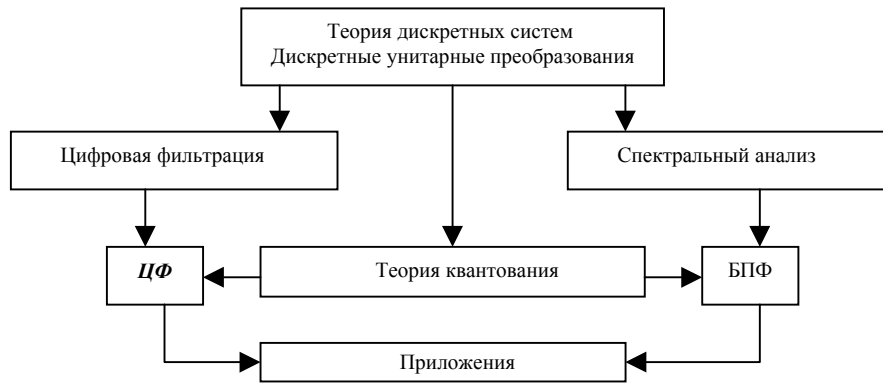 Теория дискретных систем
Дискретные унитарные преобразования
Цифровая фильтрация
Спектральный анализ
ЦФ
Теория квантования
БПФ
Приложения